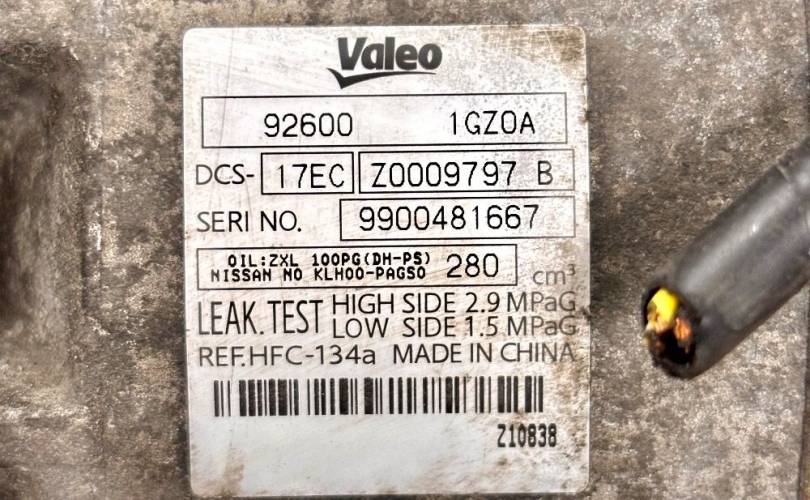 Valeo
92600 1GZ0A
DCS- 17EC Z0009797 B
SERI NO. 9900481667
OIL:ZXL 100PG(DH-PS)
NISSAN NO KLH00-PAGS0 280 cm³
LEAK.TEST HIGH SIDE 2.9 MPaG
LOW SIDE 1.5 MPaG
REF.HFC-134a MADE IN CHINA
Z10838